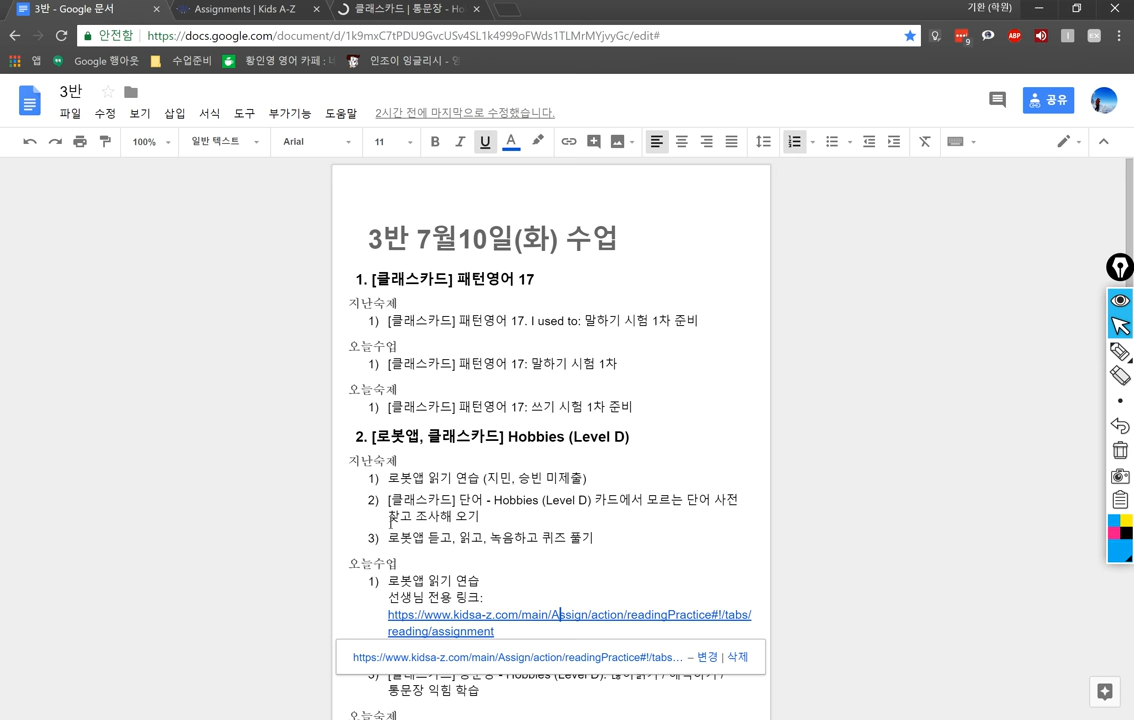 3반 - Google 문서
Assignments | Kids A-Z
클래스카드 | 통문장 - Ho
기환 (학원)
안전함
https://docs.google.com/document/d/1k9mxC7tPDU9GvcUSv4SL1k4999oFWds1TLMrMYjvyGc/edit#
앱
Google 행아웃
수업준비
황인영 영어 카페 : 네
인조이 잉글리시 - 영
3반
파일 수정 보기 삽입 서식 도구 부가기능 도움말
2시간 전에 마지막으로 수정했습니다.
공유
100% 일반 텍스트 Arial 11
3반 7월10일(화) 수업
1. [클래스카드] 패턴영어 17
지난숙제
1) [클래스카드] 패턴영어 17. I used to: 말하기 시험 1차 준비
오늘수업
1) [클래스카드] 패턴영어 17: 말하기 시험 1차
오늘숙제
1) [클래스카드] 패턴영어 17: 쓰기 시험 1차 준비
2. [로봇앱, 클래스카드] Hobbies (Level D)
지난숙제
1) 로봇앱 읽기 연습 (지민, 승빈 미제출)
2) [클래스카드] 단어 - Hobbies (Level D) 카드에서 모르는 단어 사전
찾고 조사해 오기
3) 로봇앱 듣고, 읽고, 녹음하고 퀴즈 풀기
오늘수업
1) 로봇앱 읽기 연습
선생님 전용 링크:
https://www.kidsa-z.com/main/Assign/action/readingPractice#!/tabs/
reading/assignment
https://www.kidsa-z.com/main/Assign/action/readingPractice#!/tabs… – 변경 | 삭제
통문장 익힘 학습
오늘숙제